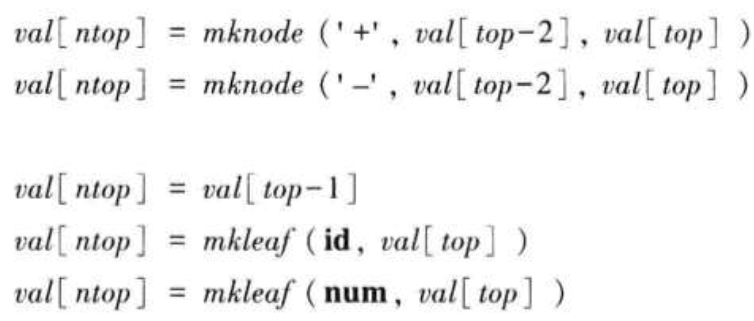 val[ ntop ] = mknode ('+', val[ top-2 ], val[ top ] )
val[ ntop ] = mknode ('-', val[ top-2 ], val[ top ] )
val[ ntop ] = val[ top-1 ]
val[ ntop ] = mkleaf ( id, val[ top ] )
val[ ntop ] = mkleaf ( num, val[ top ] )